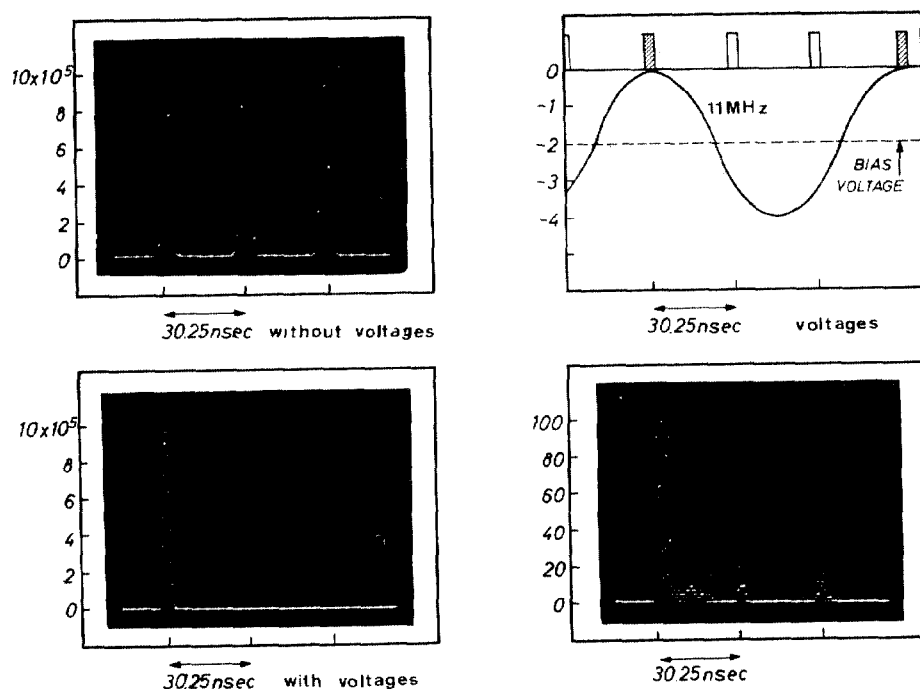 10x10⁵
8
6
4
2
0
30.25nsec without voltages
0
-1
-2
-3
-4
11MHz
BIAS
VOLTAGE
30.25nsec voltages
10x10⁵
8
6
4
2
0
30.25nsec with voltages
100
80
60
40
20
0
30.25nsec